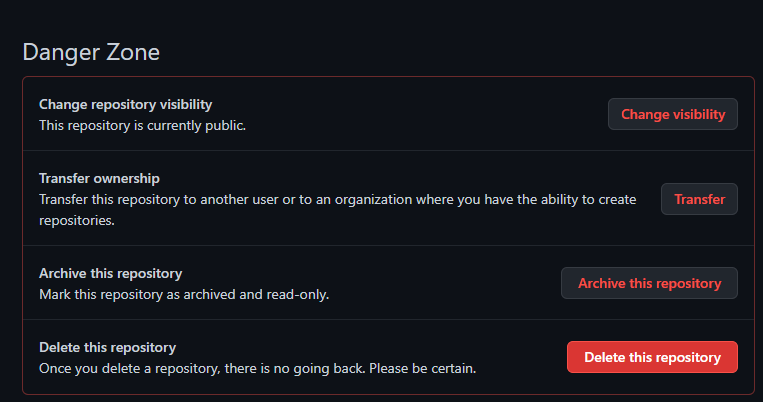 Danger Zone
Change repository visibility
This repository is currently public.
Change visibility
Transfer ownership
Transfer this repository to another user or to an organization where you have the ability to create
repositories.
Transfer
Archive this repository
Mark this repository as archived and read-only.
Archive this repository
Delete this repository
Once you delete a repository, there is no going back. Please be certain.
Delete this repository